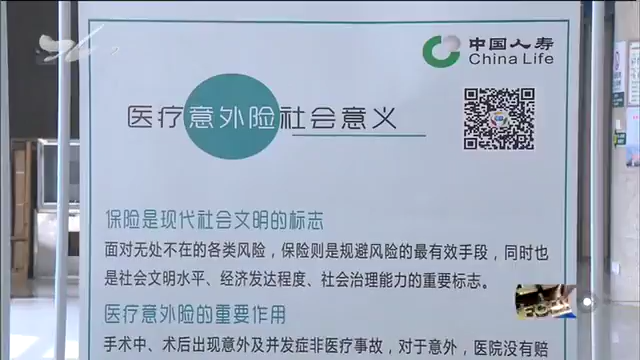 中国人寿
China Life
医疗意外险社会意义
保险是现代社会文明的标志
面对无处不在的各类风险，保险则是规避风险的最有效手段，同时也
是社会文明水平、经济发达程度、社会治理能力的重要标志。
医疗意外险的重要作用
手术中、术后出现意外及并发症非医疗事故，对于意外，医院没有赔